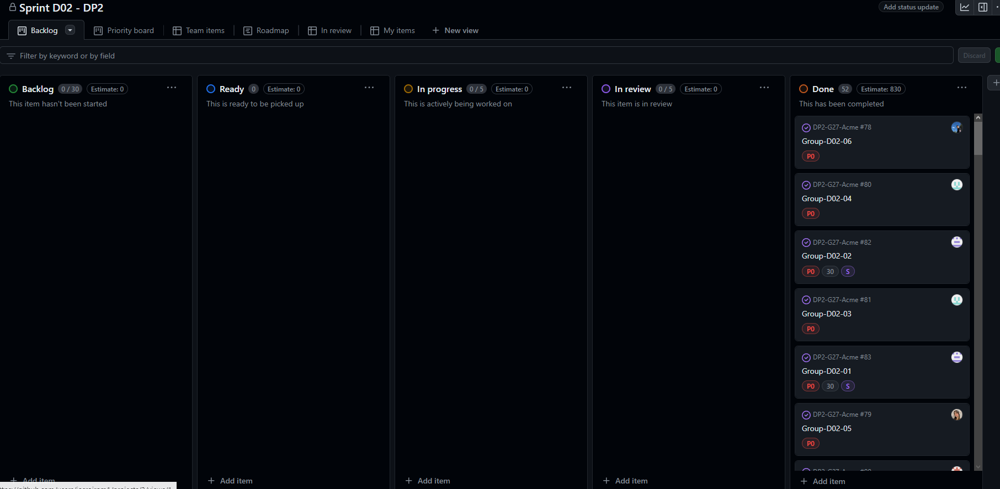 Sprint D02 - DP2
Add status update
Backlog
Priority board
Team items
Roadmap
In review
My items
New view
Filter by keyword or by field
Discard
Backlog 0 / 30 Estimate: 0
This item hasn't been started
Add item
Ready 0 Estimate: 0
This is ready to be picked up
Add item
In progress 0 / 5 Estimate: 0
This is actively being worked on
Add item
In review 0 / 5 Estimate: 0
This item is in review
Add item
Done 52 Estimate: 830
This has been completed
DP2-G27-Acme #78
Group-D02-06
P0
DP2-G27-Acme #80
Group-D02-04
P0
DP2-G27-Acme #82
Group-D02-02
P0 30 S
DP2-G27-Acme #81
Group-D02-03
P0
DP2-G27-Acme #83
Group-D02-01
P0 30 S
DP2-G27-Acme #79
Group-D02-05
P0
Add item